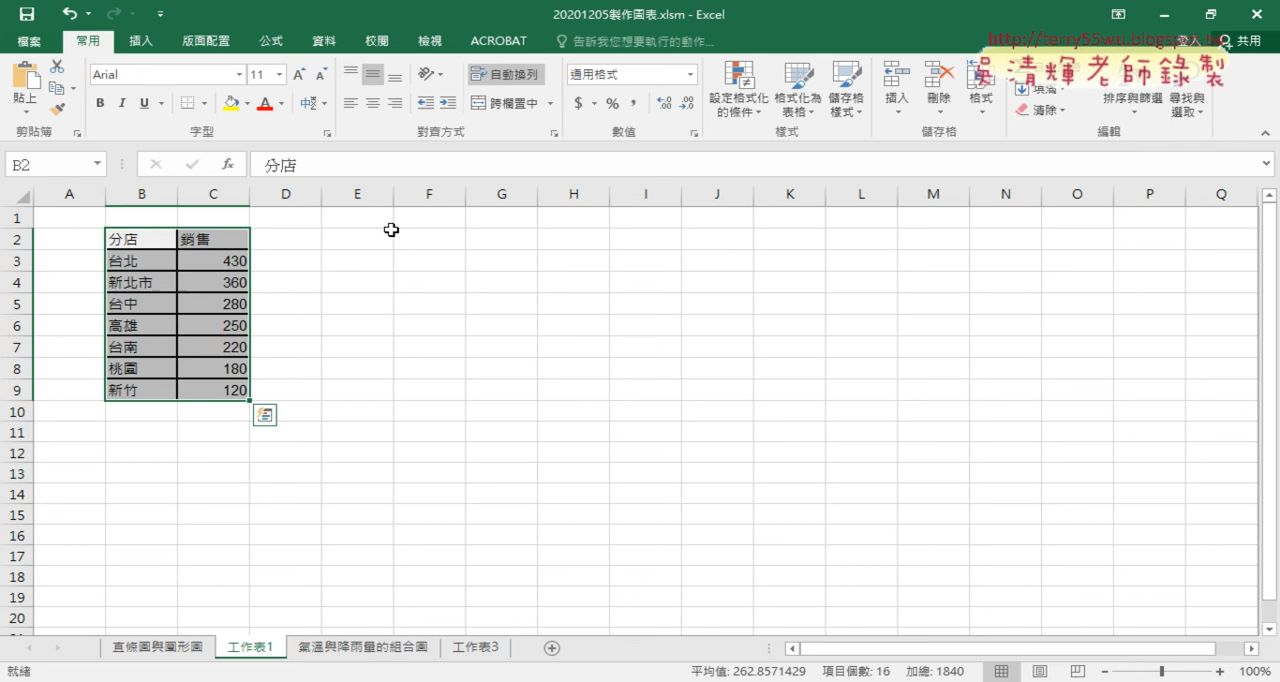 20201205製作圖表.xlsm - Excel
檔案 常用 插入 版面配置 公式 資料 校閱 檢視 ACROBAT 告訴我您想要執行的動作... 登入 共用
http://terry55wu.blogspot.tw
吳清輝老師錄製
貼上 Arial 11 自動換列 通用格式 設定格式化的條件 格式化為表格 儲存格樣式 插入 刪除 格式 填滿 排序與篩選 尋找與選取
B I U 中 跨欄置中 $ % , 清除
剪貼簿 字型 對齊方式 數值 樣式 儲存格 編輯
B2 fx 分店
A B C D E F G H I J K L M N O P Q
1
2 分店 銷售
3 台北 430
4 新北市 360
5 台中 280
6 高雄 250
7 台南 220
8 桃園 180
9 新竹 120
10
11
12
13
14
15
16
17
18
19
20
直條圖與圓形圖 工作表1 氣溫與降雨量的組合圖 工作表3
就緒 平均值: 262.8571429 項目個數: 16 加總: 1840 100%